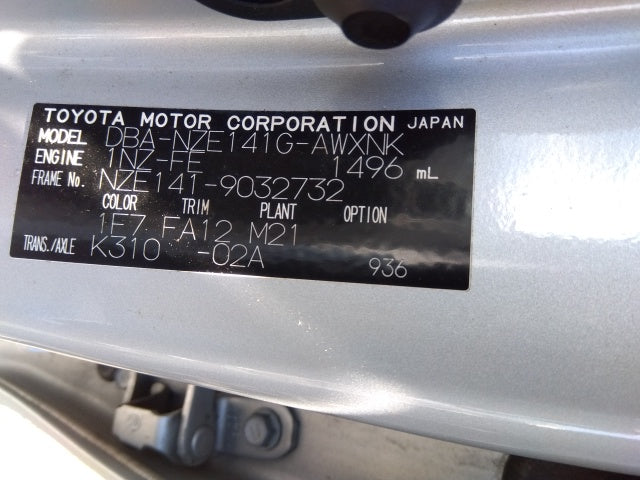 TOYOTA MOTOR CORPORATION JAPAN
MODEL DBA-NZE141G-AWXNK
ENGINE 1NZ-FE 1496 mL
FRAME No. NZE141-9032732
COLOR TRIM PLANT OPTION
1E7 FA12 M21
TRANS./AXLE K310 -02A
936